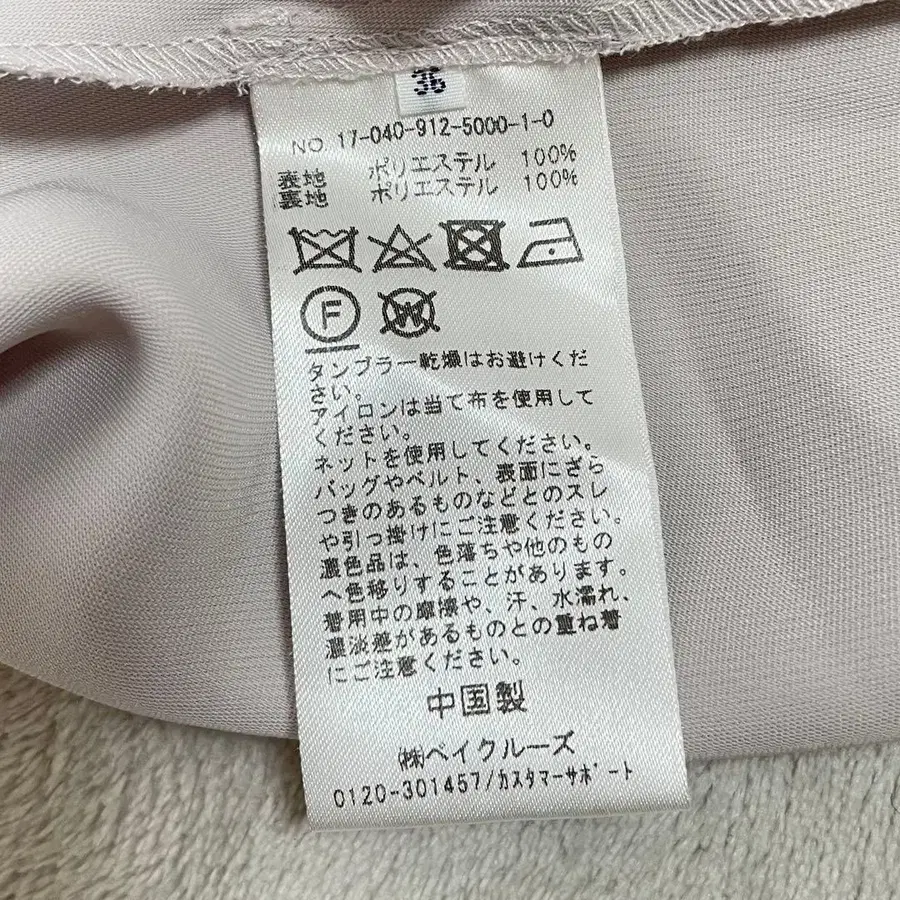 36
NO. 17-040-912-5000-1-0
表地 ポリエステル 100%
裏地 ポリエステル 100%
F W
タンブラー乾燥はお避けくだ
さい。
アイロンは当て布を使用して
ください。
ネットを使用してください。
バッグやベルト、表面にざら
つきのあるものなどとのスレ
や引っ掛けにご注意ください。
濃色品は、色落ちや他のもの
へ色移りすることがあります。
着用中の摩擦や、汗、水濡れ、
濃淡差があるものとの重ね着
にご注意ください。
中国製
㈱ベイクルーズ
0120-301457/カスタマーサポート